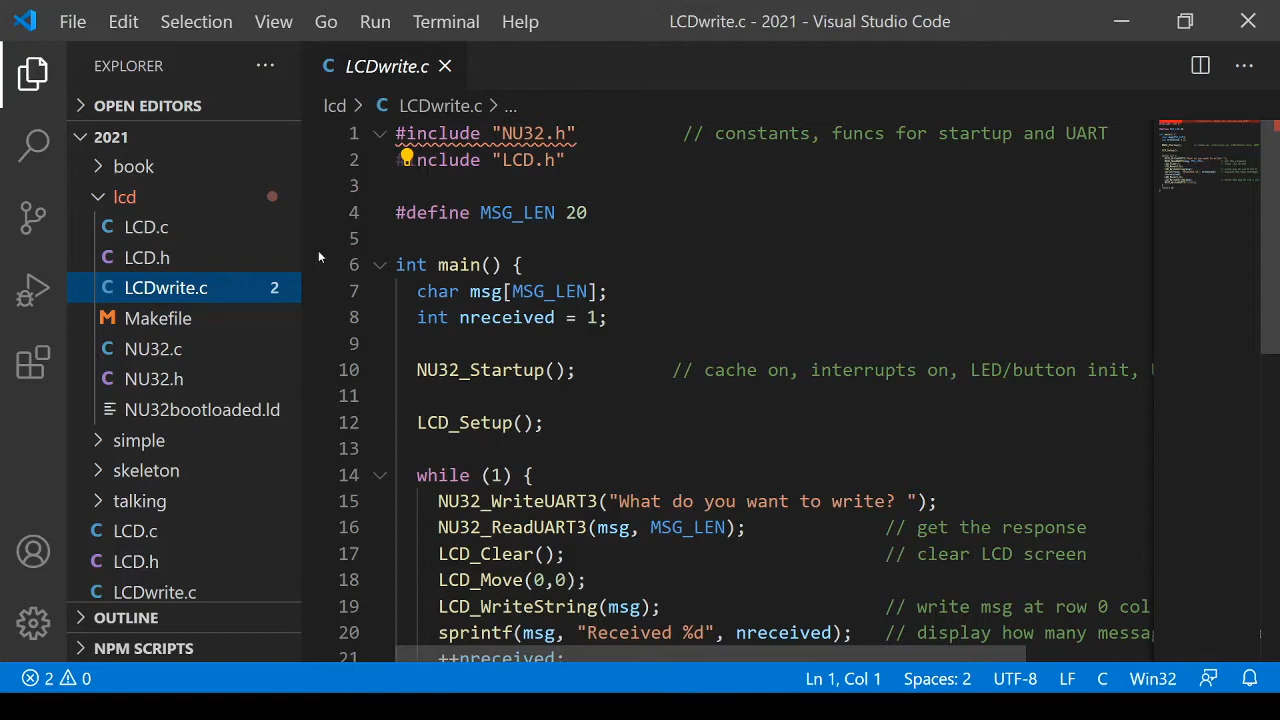 File Edit Selection View Go Run Terminal Help LCDwrite.c - 2021 - Visual Studio Code
EXPLORER
LCDwrite.c
OPEN EDITORS
lcd > LCDwrite.c > ...
2021
book
lcd
LCD.c
LCD.h
LCDwrite.c 2
Makefile
NU32.c
NU32.h
NU32bootloaded.ld
simple
skeleton
talking
LCD.c
LCD.h
LCDwrite.c
OUTLINE
NPM SCRIPTS
1 #include "NU32.h" // constants, funcs for startup and UART
2 #include "LCD.h"
3
4 #define MSG_LEN 20
5
6 int main() {
7 char msg[MSG_LEN];
8 int nreceived = 1;
9
10 NU32_Startup(); // cache on, interrupts on, LED/button init,
11
12 LCD_Setup();
13
14 while (1) {
15 NU32_WriteUART3("What do you want to write? ");
16 NU32_ReadUART3(msg, MSG_LEN); // get the response
17 LCD_Clear(); // clear LCD screen
18 LCD_Move(0,0);
19 LCD_WriteString(msg); // write msg at row 0 col
20 sprintf(msg, "Received %d", nreceived); // display how many messa
21 ++nreceived;
2 0 Ln 1, Col 1 Spaces: 2 UTF-8 LF C Win32